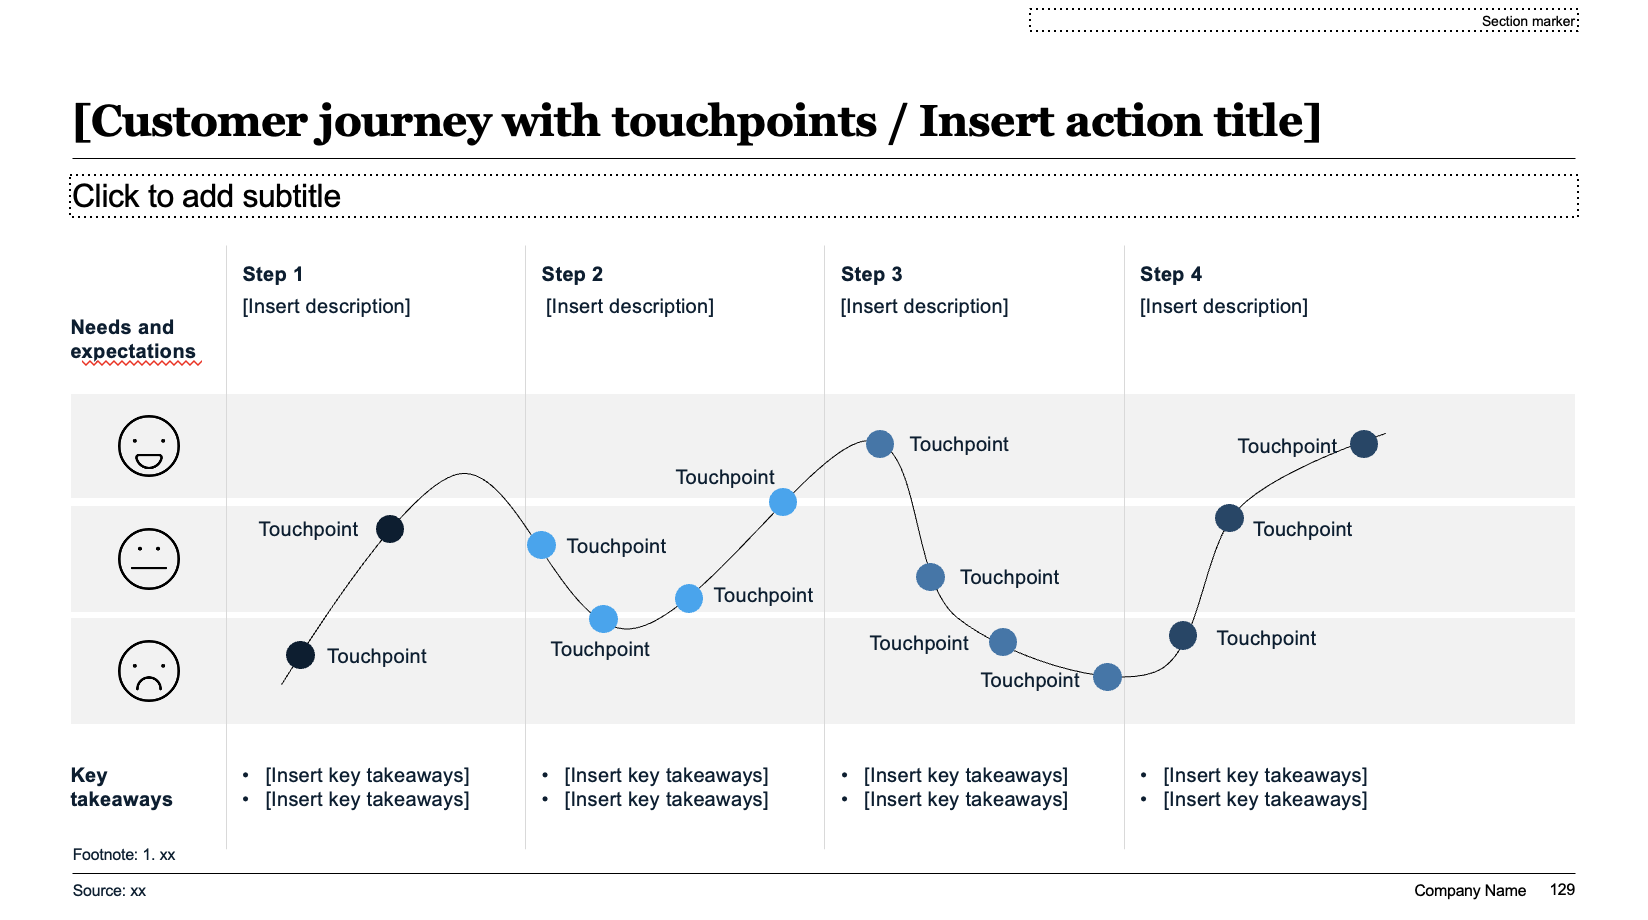 Section marker
[Customer journey with touchpoints / Insert action title]
Click to add subtitle
Needs and
expectations
Step 1
[Insert description]
Step 2
[Insert description]
Step 3
[Insert description]
Step 4
[Insert description]
Touchpoint
Touchpoint
Touchpoint
Touchpoint
Touchpoint
Touchpoint
Touchpoint
Touchpoint
Touchpoint
Touchpoint
Touchpoint
Touchpoint
Touchpoint
Key
takeaways
• [Insert key takeaways]
• [Insert key takeaways]
• [Insert key takeaways]
• [Insert key takeaways]
• [Insert key takeaways]
• [Insert key takeaways]
• [Insert key takeaways]
• [Insert key takeaways]
Footnote: 1. xx
Source: xx
Company Name 129